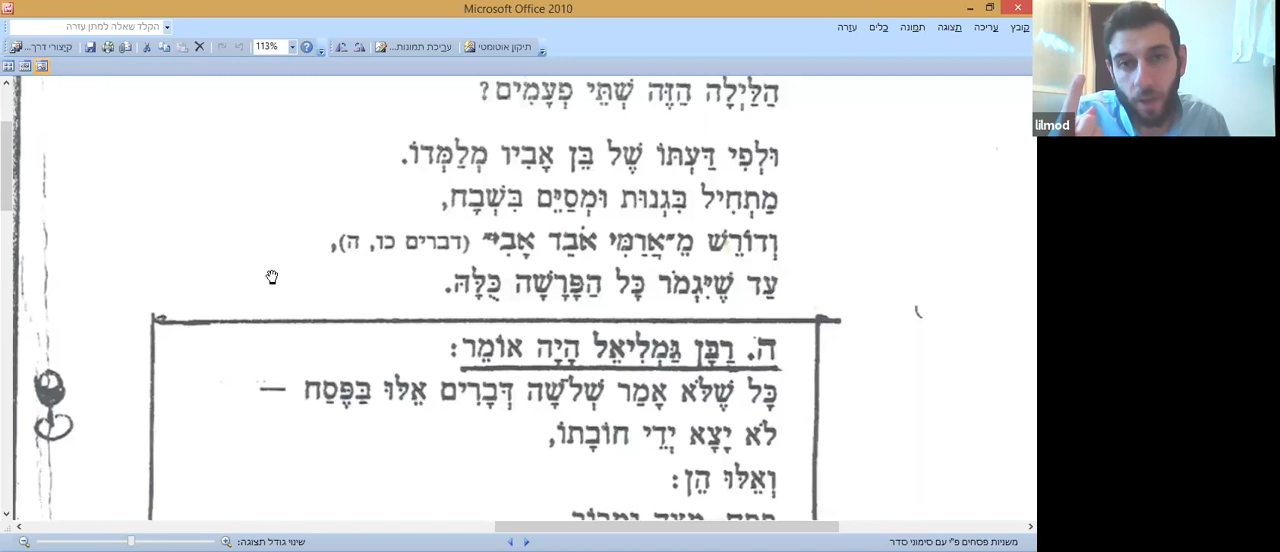 Microsoft Office 2010
הקלד שאלה למתן עזרה
קובץ עריכה תצוגה תמונה כלים עזרה
קיצורי דרך...
113%
עריכת תמונות...
תיקון אוטומטי
lilmod
הַלַּיְלָה הַזֶּה שְׁתֵּי פְעָמִים?
וּלְפִי דַּעְתּוֹ שֶׁל בֵּן אָבִיו מְלַמְּדוֹ.
מַתְחִיל בִּגְנוּת וּמְסַיֵּם בִּשְׁבָח,
וְדוֹרֵשׁ מֵ"אֲרַמִּי אֹבֵד אָבִי" (דברים כו, ה),
עַד שֶׁיִּגְמֹר כָּל הַפָּרָשָׁה כֻּלָּהּ.
ה. רַבָּן גַּמְלִיאֵל הָיָה אוֹמֵר:
כָּל שֶׁלֹּא אָמַר שְׁלֹשָׁה דְּבָרִים אֵלּוּ בַּפֶּסַח —
לֹא יָצָא יְדֵי חוֹבָתוֹ,
וְאֵלּוּ הֵן:
משניות פסחים פ"י עם סימוני סדר
שינוי גודל תצוגה: